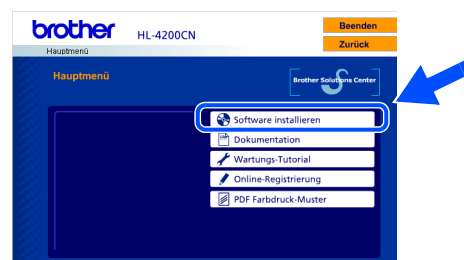 brother
HL-4200CN
Beenden
Zurück
Hauptmenü
Hauptmenü
Brother Solutions Center
Software installieren
Dokumentation
Wartungs-Tutorial
Online-Registrierung
PDF Farbdruck-Muster